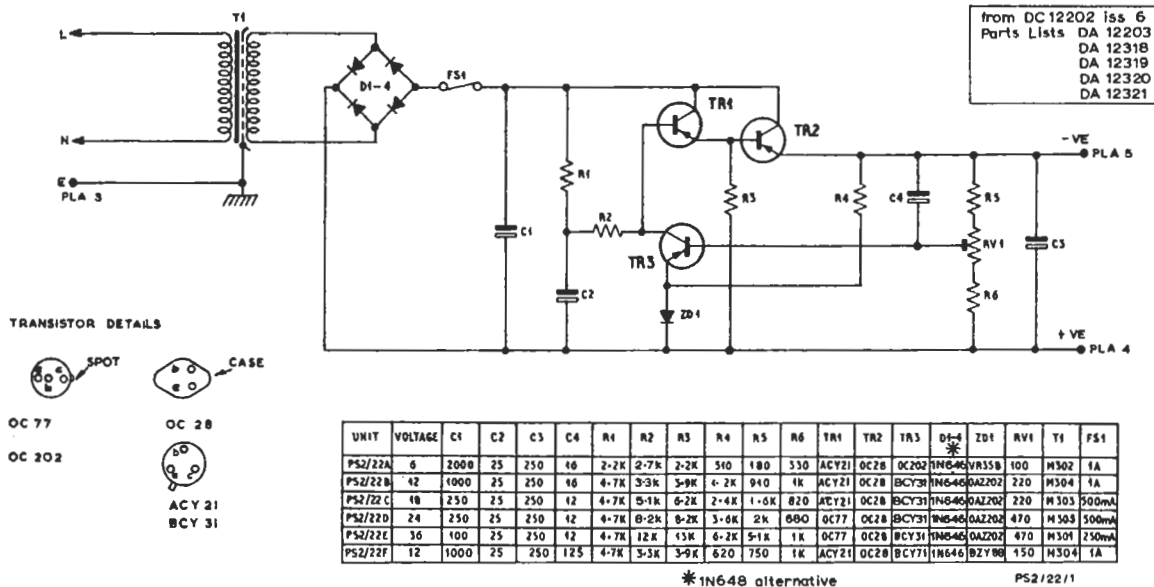 from DC 12202 iss 6
Parts Lists DA 12203
DA 12318
DA 12319
DA 12320
DA 12321
T1
L
N
E
PLA 3
D1-4
FS1
TR1
TR2
-VE
PLA 5
R1
R2
R3
R4
C4
R5
RV1
C3
C1
TR3
C2
ZD1
R6
+VE
PLA 4
TRANSISTOR DETAILS
SPOT
CASE
OC 77
OC 28
OC 202
ACY 21
BCY 31
UNIT VOLTAGE C1 C2 C3 C4 R1 R2 R3 R4 R5 R6 TR1 TR2 TR3 D1-4 ZD1 RV1 T1 FS1
*
PS2/22A 6 2000 25 250 16 2·2K 2·7K 2·2K 510 180 330 ACY21 OC28 OC202 1N646 VR35B 100 M302 1A
PS2/22B 12 1000 25 250 16 4·7K 3·3K 3·9K 1·2K 910 1K ACY21 OC28 BCY31 1N646 OAZ202 220 M304 1A
PS2/22C 18 250 25 250 12 4·7K 5·1K 6·2K 2·4K 1·6K 820 ACY21 OC28 BCY31 1N646 OAZ202 220 M303 500mA
PS2/22D 24 250 25 250 12 4·7K 8·2K 8·2K 3·6K 2K 680 OC77 OC28 BCY31 1N646 OAZ202 470 M303 500mA
PS2/22E 36 100 25 250 12 4·7K 12K 13K 6·2K 5·1K 1K OC77 OC28 BCY31 1N646 OAZ202 470 M301 250mA
PS2/22F 12 1000 25 250 125 4·7K 3·3K 3·9K 620 750 1K ACY21 OC28 BCY71 1N646 BZY88 150 M304 1A
* 1N648 alternative
PS2/22/1